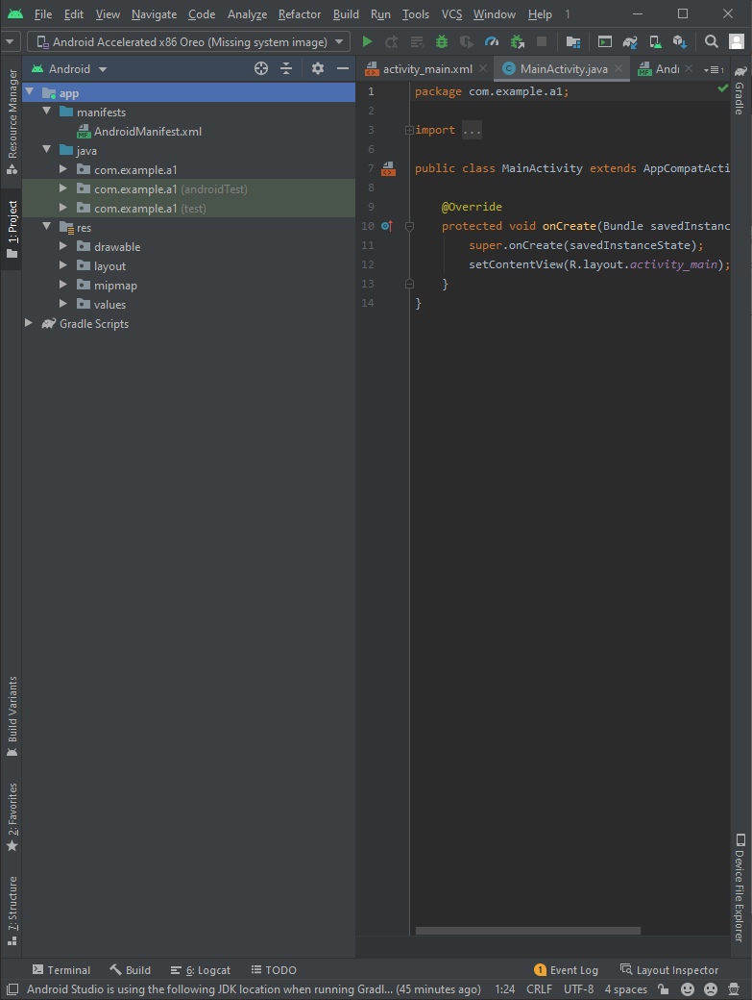 File Edit View Navigate Code Analyze Refactor Build Run Tools VCS Window Help 1
Android Accelerated x86 Oreo (Missing system image)
Resource Manager
1: Project
Build Variants
2: Favorites
7: Structure
Android
app
manifests
AndroidManifest.xml
java
com.example.a1
com.example.a1 (androidTest)
com.example.a1 (test)
res
drawable
layout
mipmap
values
Gradle Scripts
activity_main.xml MainActivity.java Andr 1
1 package com.example.a1;
2
3 import ...
6
7 public class MainActivity extends AppCompatActi
8
9 @Override
10 protected void onCreate(Bundle savedInstanc
11 super.onCreate(savedInstanceState);
12 setContentView(R.layout.activity_main);
13 }
14 }
Gradle
Device File Explorer
Terminal Build 6: Logcat TODO 1 Event Log Layout Inspector
Android Studio is using the following JDK location when running Gradl... (45 minutes ago) 1:24 CRLF UTF-8 4 spaces